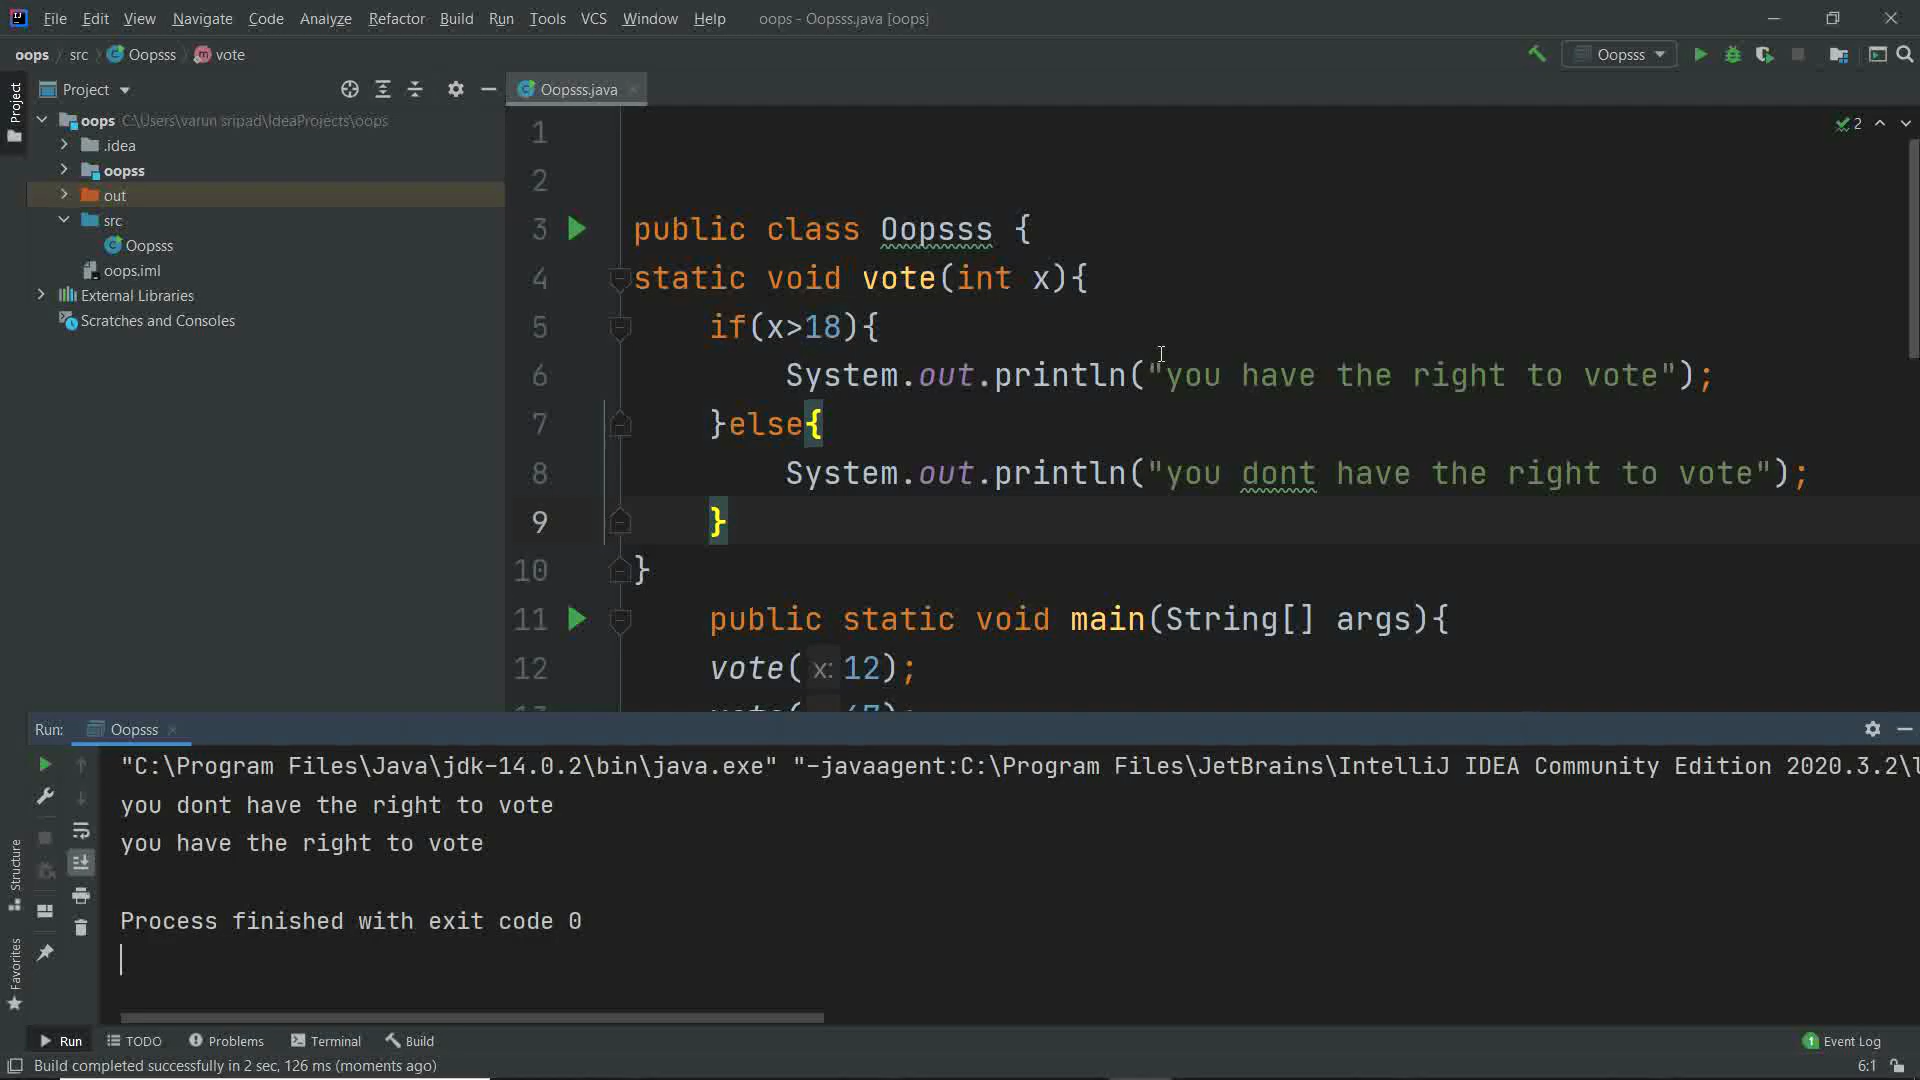 File Edit View Navigate Code Analyze Refactor Build Run Tools VCS Window Help oops - Oopsss.java [oops]
oops src Oopsss vote Oopsss
Project
Project
Oopsss.java
oops C:\Users\varun sripad\IdeaProjects\oops
.idea
oopss
out
src
Oopsss
oops.iml
External Libraries
Scratches and Consoles
2
1
2
3 public class Oopsss {
4 static void vote(int x){
5 if(x>18){
6 System.out.println("you have the right to vote");
7 }else{
8 System.out.println("you dont have the right to vote");
9 }
10 }
11 public static void main(String[] args){
12 vote( x: 12);
Run: Oopsss
"C:\Program Files\Java\jdk-14.0.2\bin\java.exe" "-javaagent:C:\Program Files\JetBrains\IntelliJ IDEA Community Edition 2020.3.2\l
you dont have the right to vote
you have the right to vote
Process finished with exit code 0
Structure
Favorites
Run TODO Problems Terminal Build 1 Event Log
Build completed successfully in 2 sec, 126 ms (moments ago) 6:1